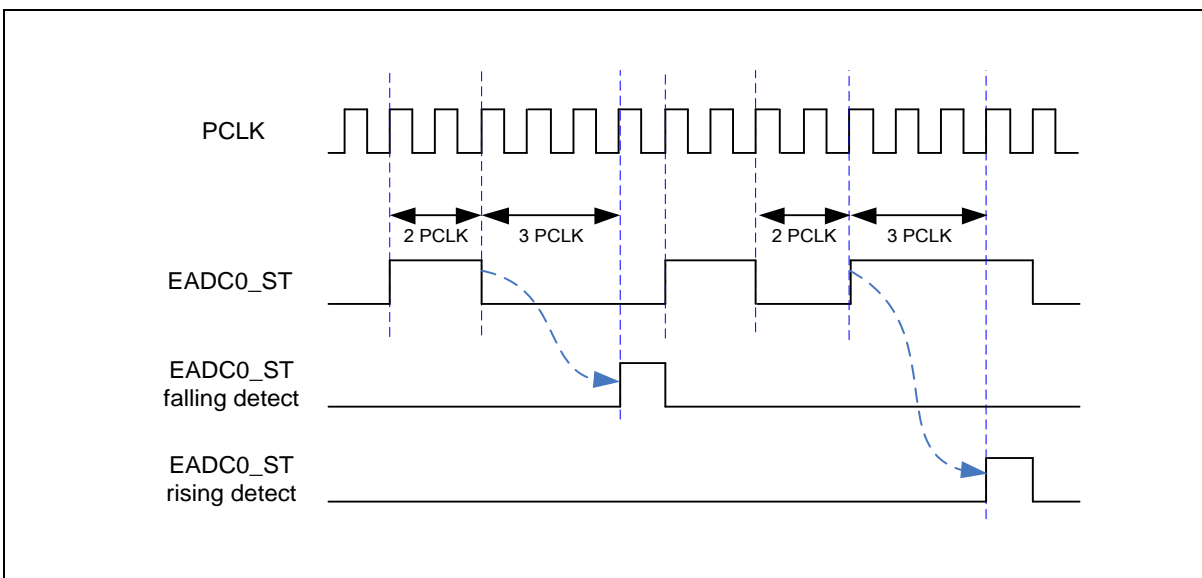 PCLK
2 PCLK
3 PCLK
2 PCLK
3 PCLK
EADC0_ST
EADC0_ST
falling detect
EADC0_ST
rising detect